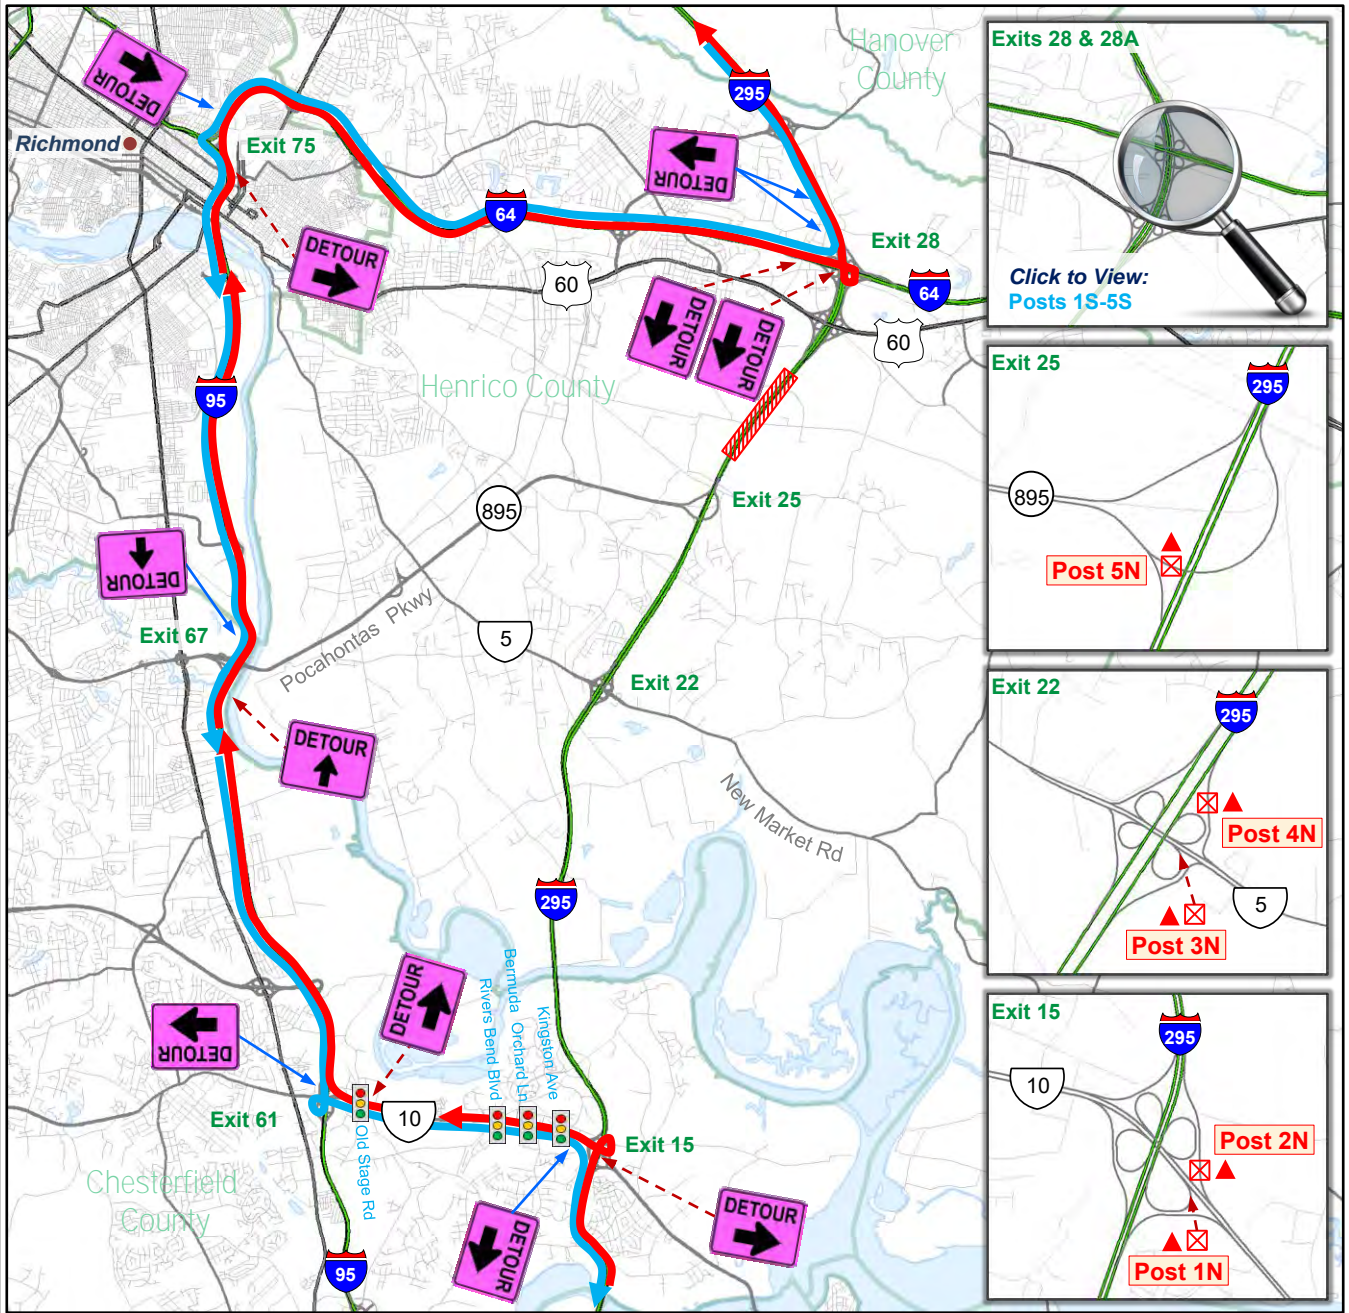 Hanover
County
295
DETOUR
Richmond
Exit 75
DETOUR
64
DETOUR
Exit 28
60
64
60
DETOUR
DETOUR
Henrico County
95
895
Exit 25
DETOUR
Exit 67
Pocahontas Pkwy
5
Exit 22
DETOUR
New Market Rd
295
DETOUR
Rivers Bend Blvd
Bermuda Orchard Ln
Kingston Ave
DETOUR
Exit 61
10
Old Stage Rd
Exit 15
Chesterfield
County
DETOUR
DETOUR
95
Exits 28 & 28A
Click to View:
Posts 1S-5S
Exit 25
295
895
Post 5N
Exit 22
295
Post 4N
5
Post 3N
Exit 15
295
10
Post 2N
Post 1N